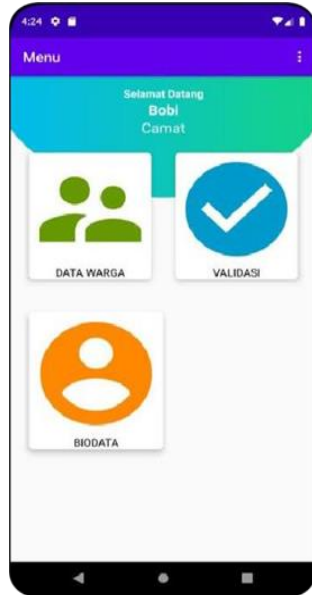 4:24
Menu
Selamat Datang
Bobi
Camat
DATA WARGA
VALIDASI
BIODATA